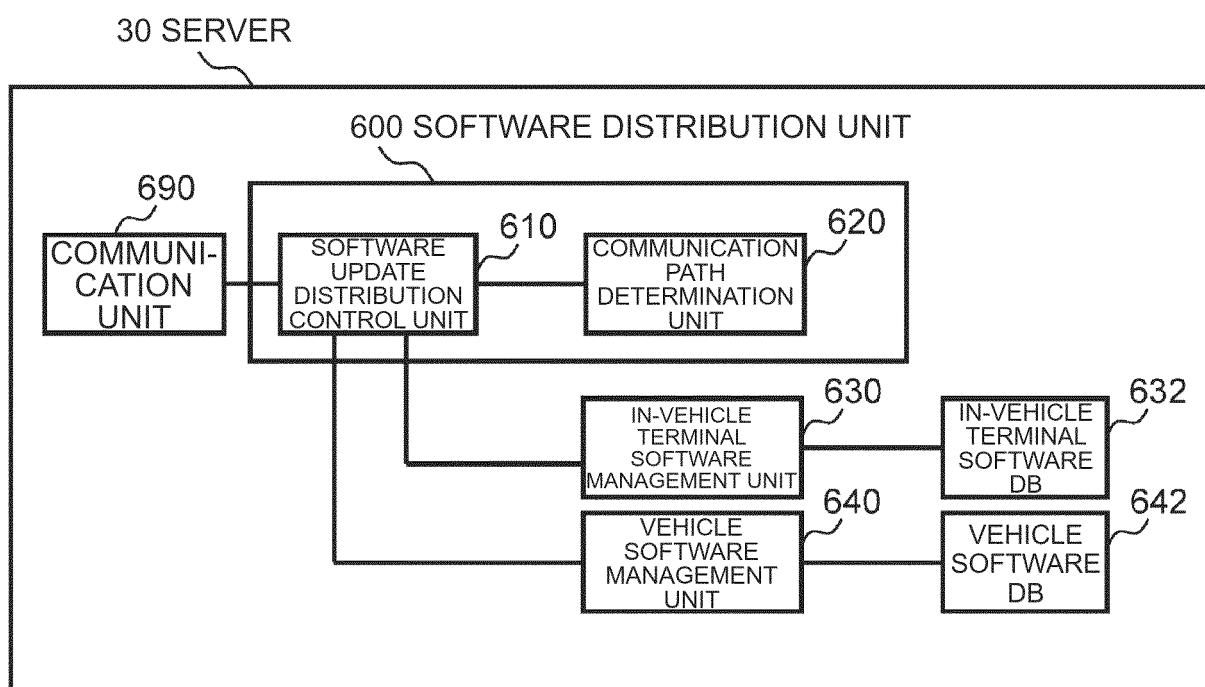 30 SERVER
600 SOFTWARE DISTRIBUTION UNIT
690
COMMUNI-
CATION
UNIT
610
SOFTWARE
UPDATE
DISTRIBUTION
CONTROL UNIT
620
COMMUNICATION
PATH
DETERMINATION
UNIT
630
IN-VEHICLE
TERMINAL
SOFTWARE
MANAGEMENT UNIT
632
IN-VEHICLE
TERMINAL
SOFTWARE
DB
640
VEHICLE
SOFTWARE
MANAGEMENT
UNIT
642
VEHICLE
SOFTWARE
DB